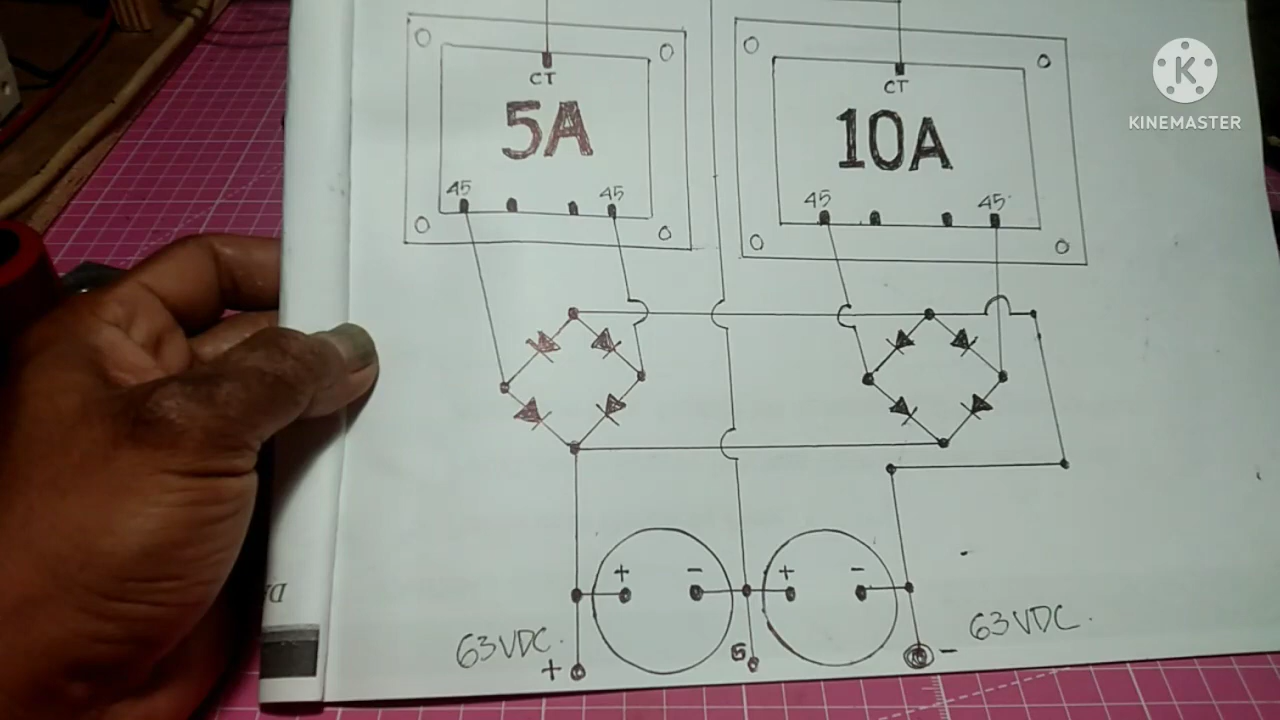 CT
5A
45 45
CT
10A
45 45
K
KINEMASTER
+ -
+ -
63VDC.
+
G
-
63VDC.